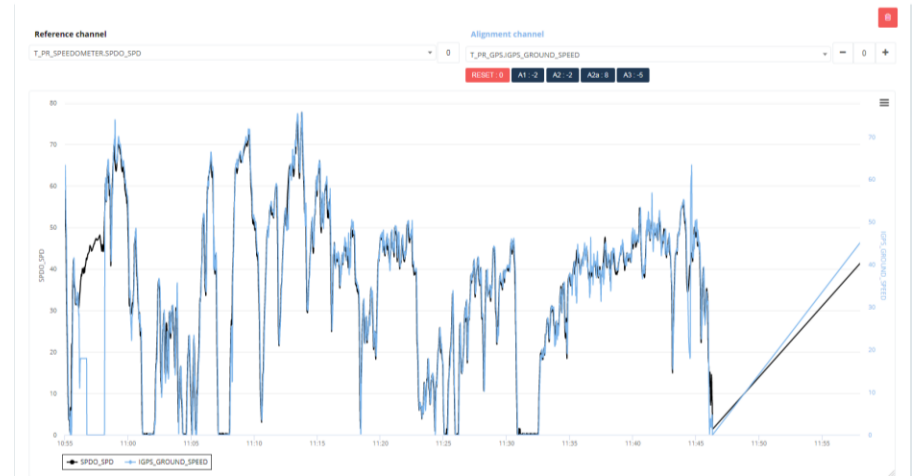 Reference channel
Alignment channel
T_PR_SPEEDOMETER.SPDO_SPD
0
T_PR_GPS.IGPS_GROUND_SPEED
0
RESET : 0
A1 : -2
A2 : -2
A2a : 8
A3 : -5
80
70
60
50
40
30
20
10
0
SPDO_SPD
70
60
50
40
30
20
10
0
IGPS_GROUND_SPEED
10:55
11:00
11:05
11:10
11:15
11:20
11:25
11:30
11:35
11:40
11:45
11:50
11:55
SPDO_SPD
IGPS_GROUND_SPEED